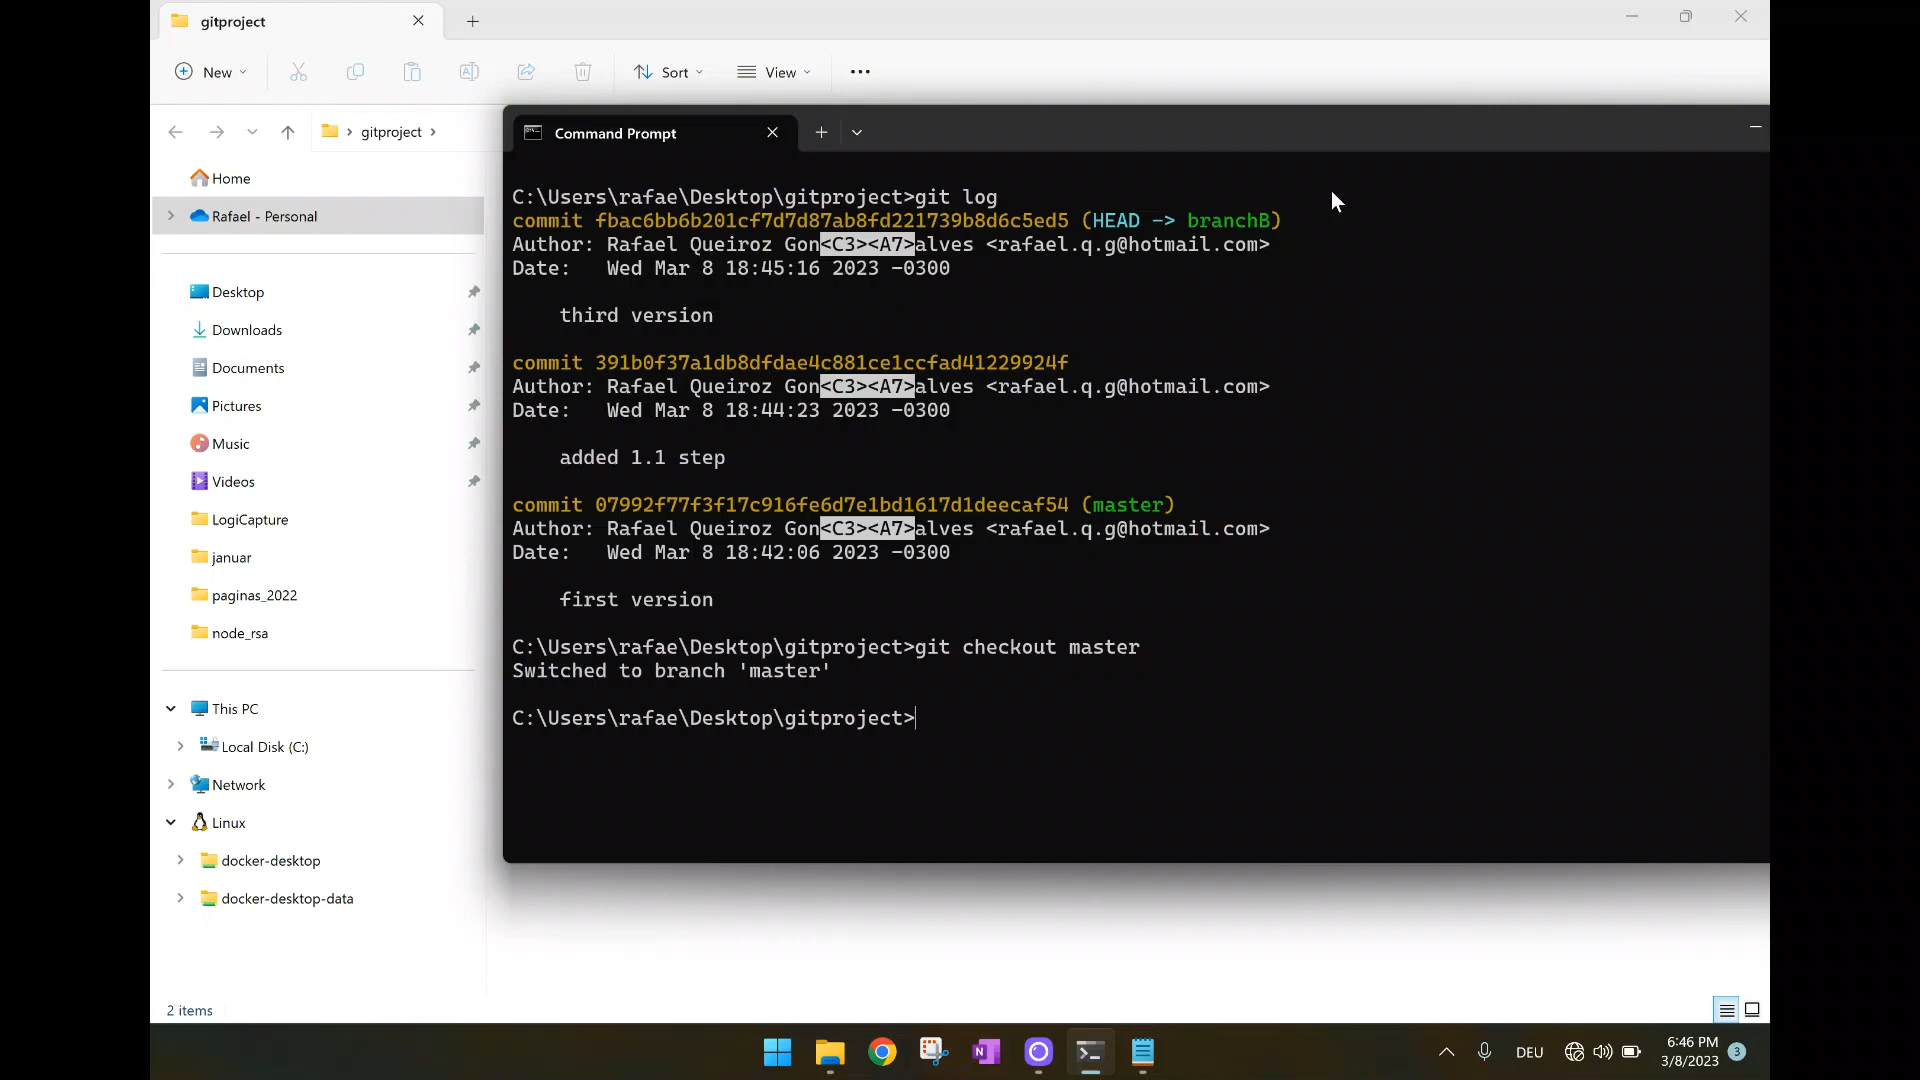 gitproject
New
Sort
View
gitproject
Command Prompt
Home
Rafael - Personal
Desktop
Downloads
Documents
Pictures
Music
Videos
LogiCapture
januar
paginas_2022
node_rsa
This PC
Local Disk (C:)
Network
Linux
docker-desktop
docker-desktop-data
2 items
C:\Users\rafae\Desktop\gitproject>git log
commit fbac6bb6b201cf7d7d87ab8fd221739b8d6c5ed5 (HEAD -> branchB)
Author: Rafael Queiroz Gon<C3><A7>alves <rafael.q.g@hotmail.com>
Date:   Wed Mar 8 18:45:16 2023 -0300
third version
commit 391b0f37a1db8dfdae4c881ce1ccfad41229924f
Author: Rafael Queiroz Gon<C3><A7>alves <rafael.q.g@hotmail.com>
Date:   Wed Mar 8 18:44:23 2023 -0300
added 1.1 step
commit 07992f77f3f17c916fe6d7e1bd1617d1deecaf54 (master)
Author: Rafael Queiroz Gon<C3><A7>alves <rafael.q.g@hotmail.com>
Date:   Wed Mar 8 18:42:06 2023 -0300
first version
C:\Users\rafae\Desktop\gitproject>git checkout master
Switched to branch 'master'
C:\Users\rafae\Desktop\gitproject>
DEU
6:46 PM
3/8/2023
3